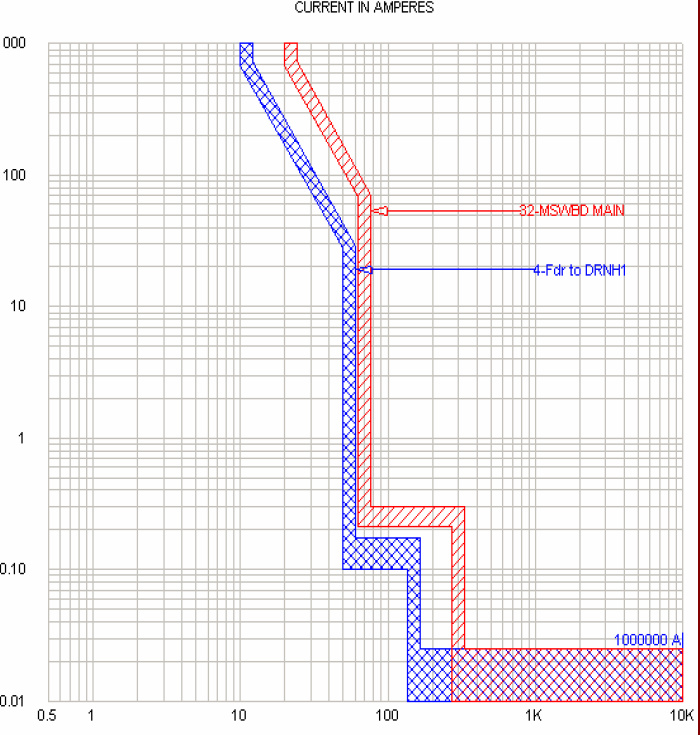 CURRENT IN AMPERES
000
100
32-MSWBD MAIN
4-Fdr to DRNH1
10
1
0.10
1000000 A
0.01
0.5 1 10 100 1K 10K